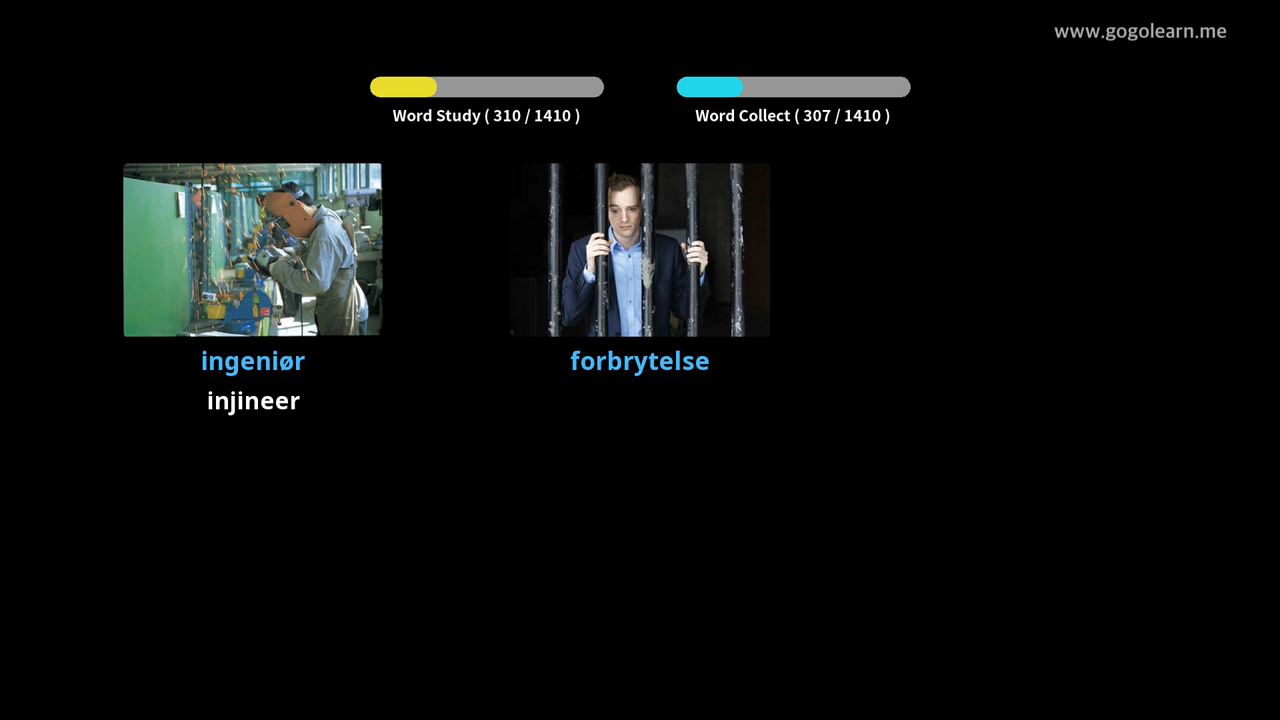 www.gogolearn.me
Word Study ( 310 / 1410 )
Word Collect ( 307 / 1410 )
ingeniør
forbrytelse
injineer